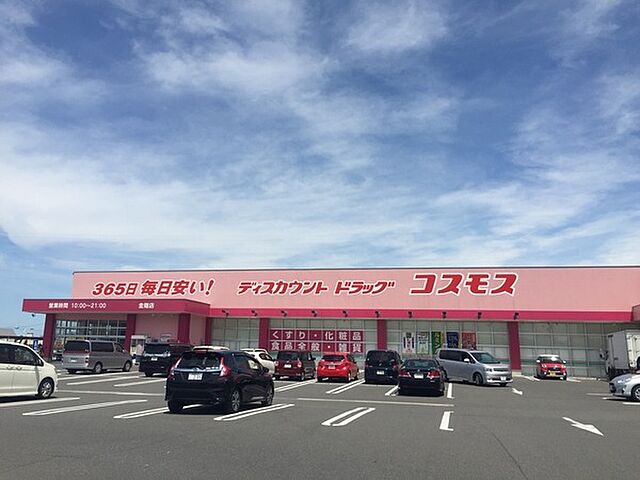 365日 毎日安い!
ディスカウント ドラッグ コスモス
営業時間 10:00〜21:00
くすり・化粧品
食品全般・雑貨